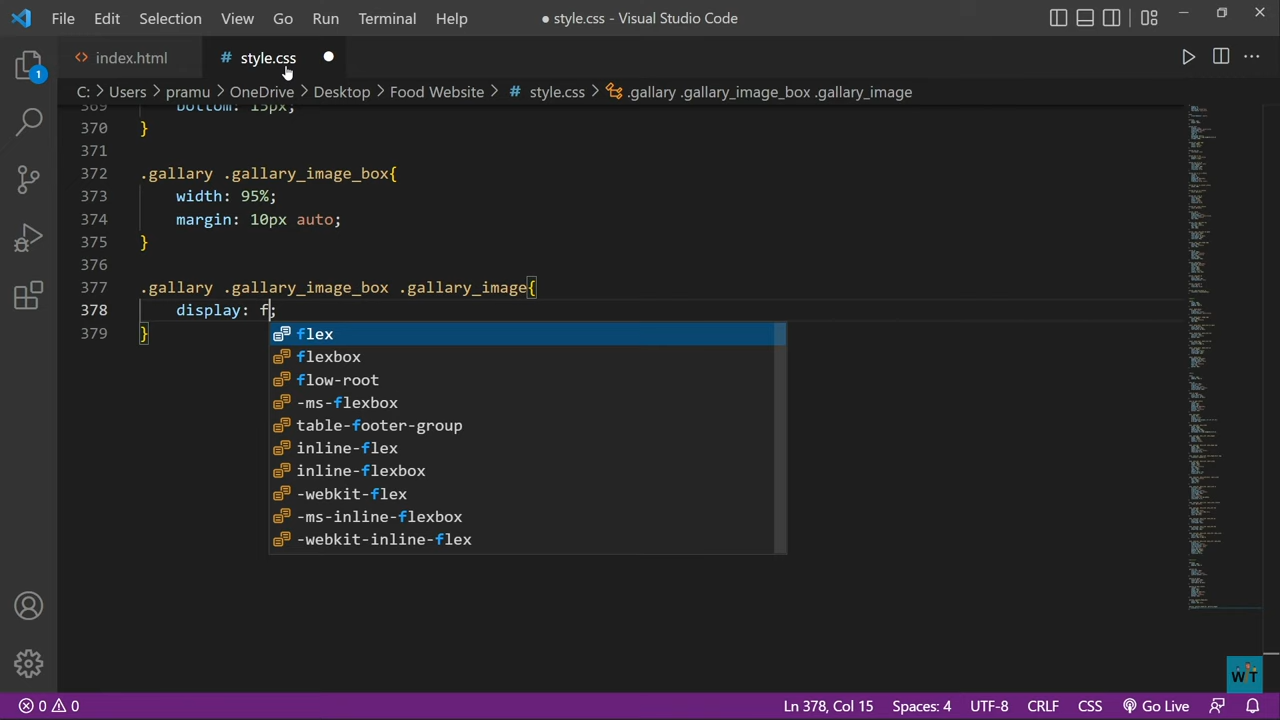 File Edit Selection View Go Run Terminal Help ● style.css - Visual Studio Code
<> index.html # style.css
C: > Users > pramu > OneDrive > Desktop > Food Website > # style.css > .gallary .gallary_image_box .gallary_image
1
369 bottom: 15px;
370 }
371
372 .gallary .gallary_image_box{
373 width: 95%;
374 margin: 10px auto;
375 }
376
377 .gallary .gallary_image_box .gallary_image{
378 display: f;
379 }
flex
flexbox
flow-root
-ms-flexbox
table-footer-group
inline-flex
inline-flexbox
-webkit-flex
-ms-inline-flexbox
-webkit-inline-flex
WT
0 0 Ln 378, Col 15 Spaces: 4 UTF-8 CRLF CSS Go Live